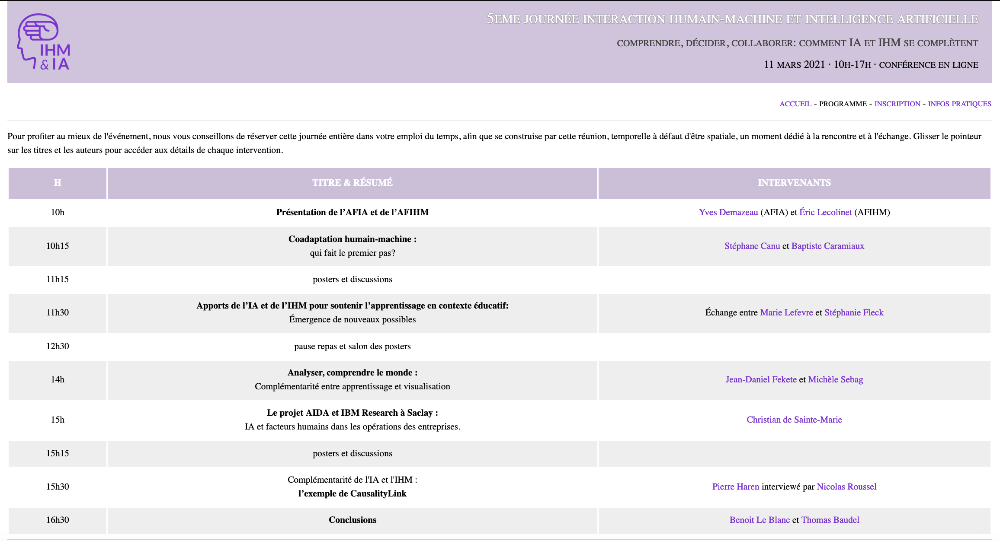 IHM
& IA
5EME JOURNÉE INTERACTION HUMAIN-MACHINE ET INTELLIGENCE ARTIFICIELLE
COMPRENDRE, DÉCIDER, COLLABORER: COMMENT IA ET IHM SE COMPLÈTENT
11 MARS 2021 · 10H-17H · CONFÉRENCE EN LIGNE
ACCUEIL - PROGRAMME - INSCRIPTION - INFOS PRATIQUES
Pour profiter au mieux de l'événement, nous vous conseillons de réserver cette journée entière dans votre emploi du temps, afin que se construise par cette réunion, temporelle à défaut d'être spatiale, un moment dédié à la rencontre et à l'échange. Glisser le pointeur
sur les titres et les auteurs pour accéder aux détails de chaque intervention.
H TITRE & RÉSUMÉ INTERVENANTS
10h Présentation de l’AFIA et de l’AFIHM Yves Demazeau (AFIA) et Éric Lecolinet (AFIHM)
10h15 Coadaptation humain-machine :
qui fait le premier pas? Stéphane Canu et Baptiste Caramiaux
11h15 posters et discussions
11h30 Apports de l’IA et de l’IHM pour soutenir l’apprentissage en contexte éducatif:
Émergence de nouveaux possibles Échange entre Marie Lefevre et Stéphanie Fleck
12h30 pause repas et salon des posters
14h Analyser, comprendre le monde :
Complémentarité entre apprentissage et visualisation Jean-Daniel Fekete et Michèle Sebag
15h Le projet AIDA et IBM Research à Saclay :
IA et facteurs humains dans les opérations des entreprises. Christian de Sainte-Marie
15h15 posters et discussions
15h30 Complémentarité de l'IA et l'IHM :
l’exemple de CausalityLink Pierre Haren interviewé par Nicolas Roussel
16h30 Conclusions Benoit Le Blanc et Thomas Baudel